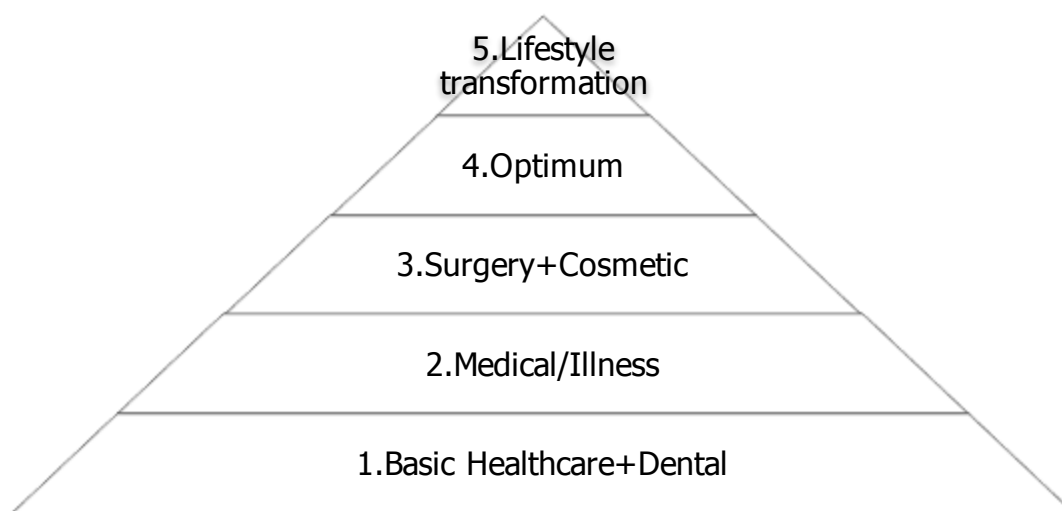 5.Lifestyle
transformation
4.Optimum
3.Surgery+Cosmetic
2.Medical/Illness
1.Basic Healthcare+Dental